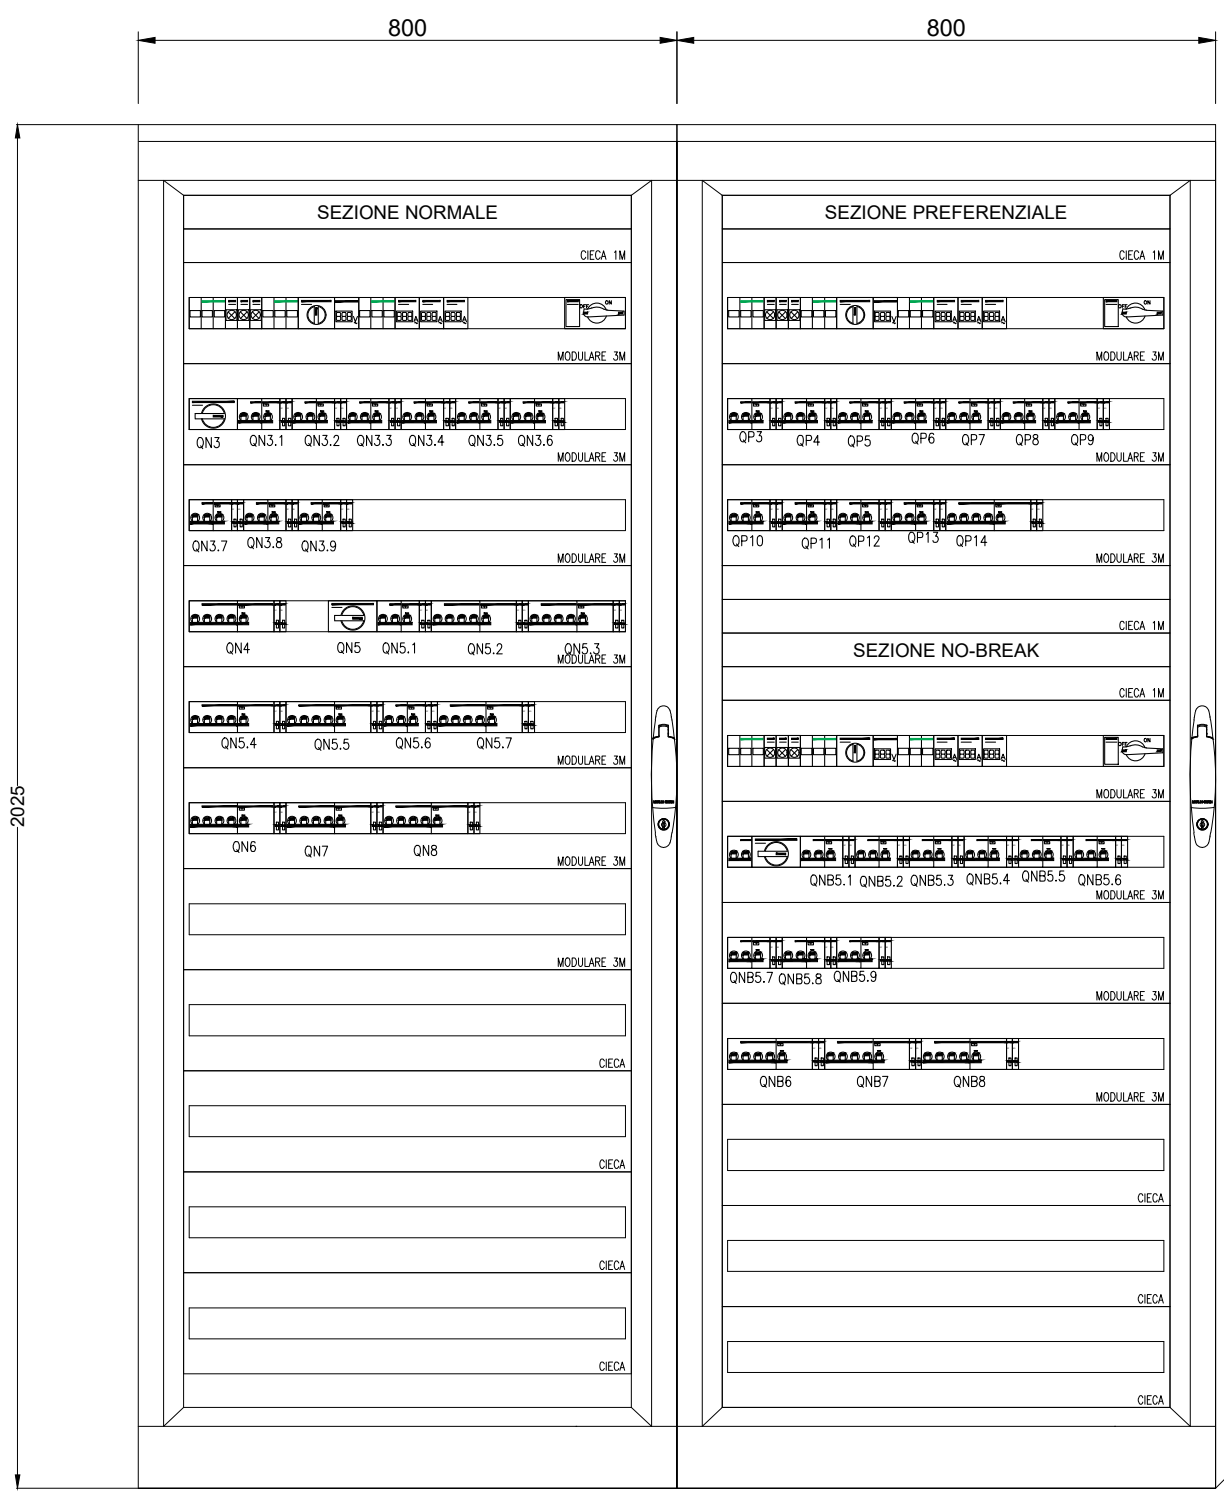 800
800
2025
SEZIONE NORMALE
CIECA 1M
MODULARE 3M
QN3 QN3.1 QN3.2 QN3.3 QN3.4 QN3.5 QN3.6
MODULARE 3M
QN3.7 QN3.8 QN3.9
MODULARE 3M
QN4 QN5 QN5.1 QN5.2 QN5.3
MODULARE 3M
QN5.4 QN5.5 QN5.6 QN5.7
MODULARE 3M
QN6 QN7 QN8
MODULARE 3M
MODULARE 3M
CIECA
CIECA
CIECA
CIECA
SEZIONE PREFERENZIALE
CIECA 1M
OFF ON
MODULARE 3M
QP3 QP4 QP5 QP6 QP7 QP8 QP9
MODULARE 3M
QP10 QP11 QP12 QP13 QP14
MODULARE 3M
CIECA 1M
SEZIONE NO-BREAK
CIECA 1M
OFF ON
MODULARE 3M
QNB5.1 QNB5.2 QNB5.3 QNB5.4 QNB5.5 QNB5.6
MODULARE 3M
QNB5.7 QNB5.8 QNB5.9
MODULARE 3M
QNB6 QNB7 QNB8
MODULARE 3M
CIECA
CIECA
CIECA